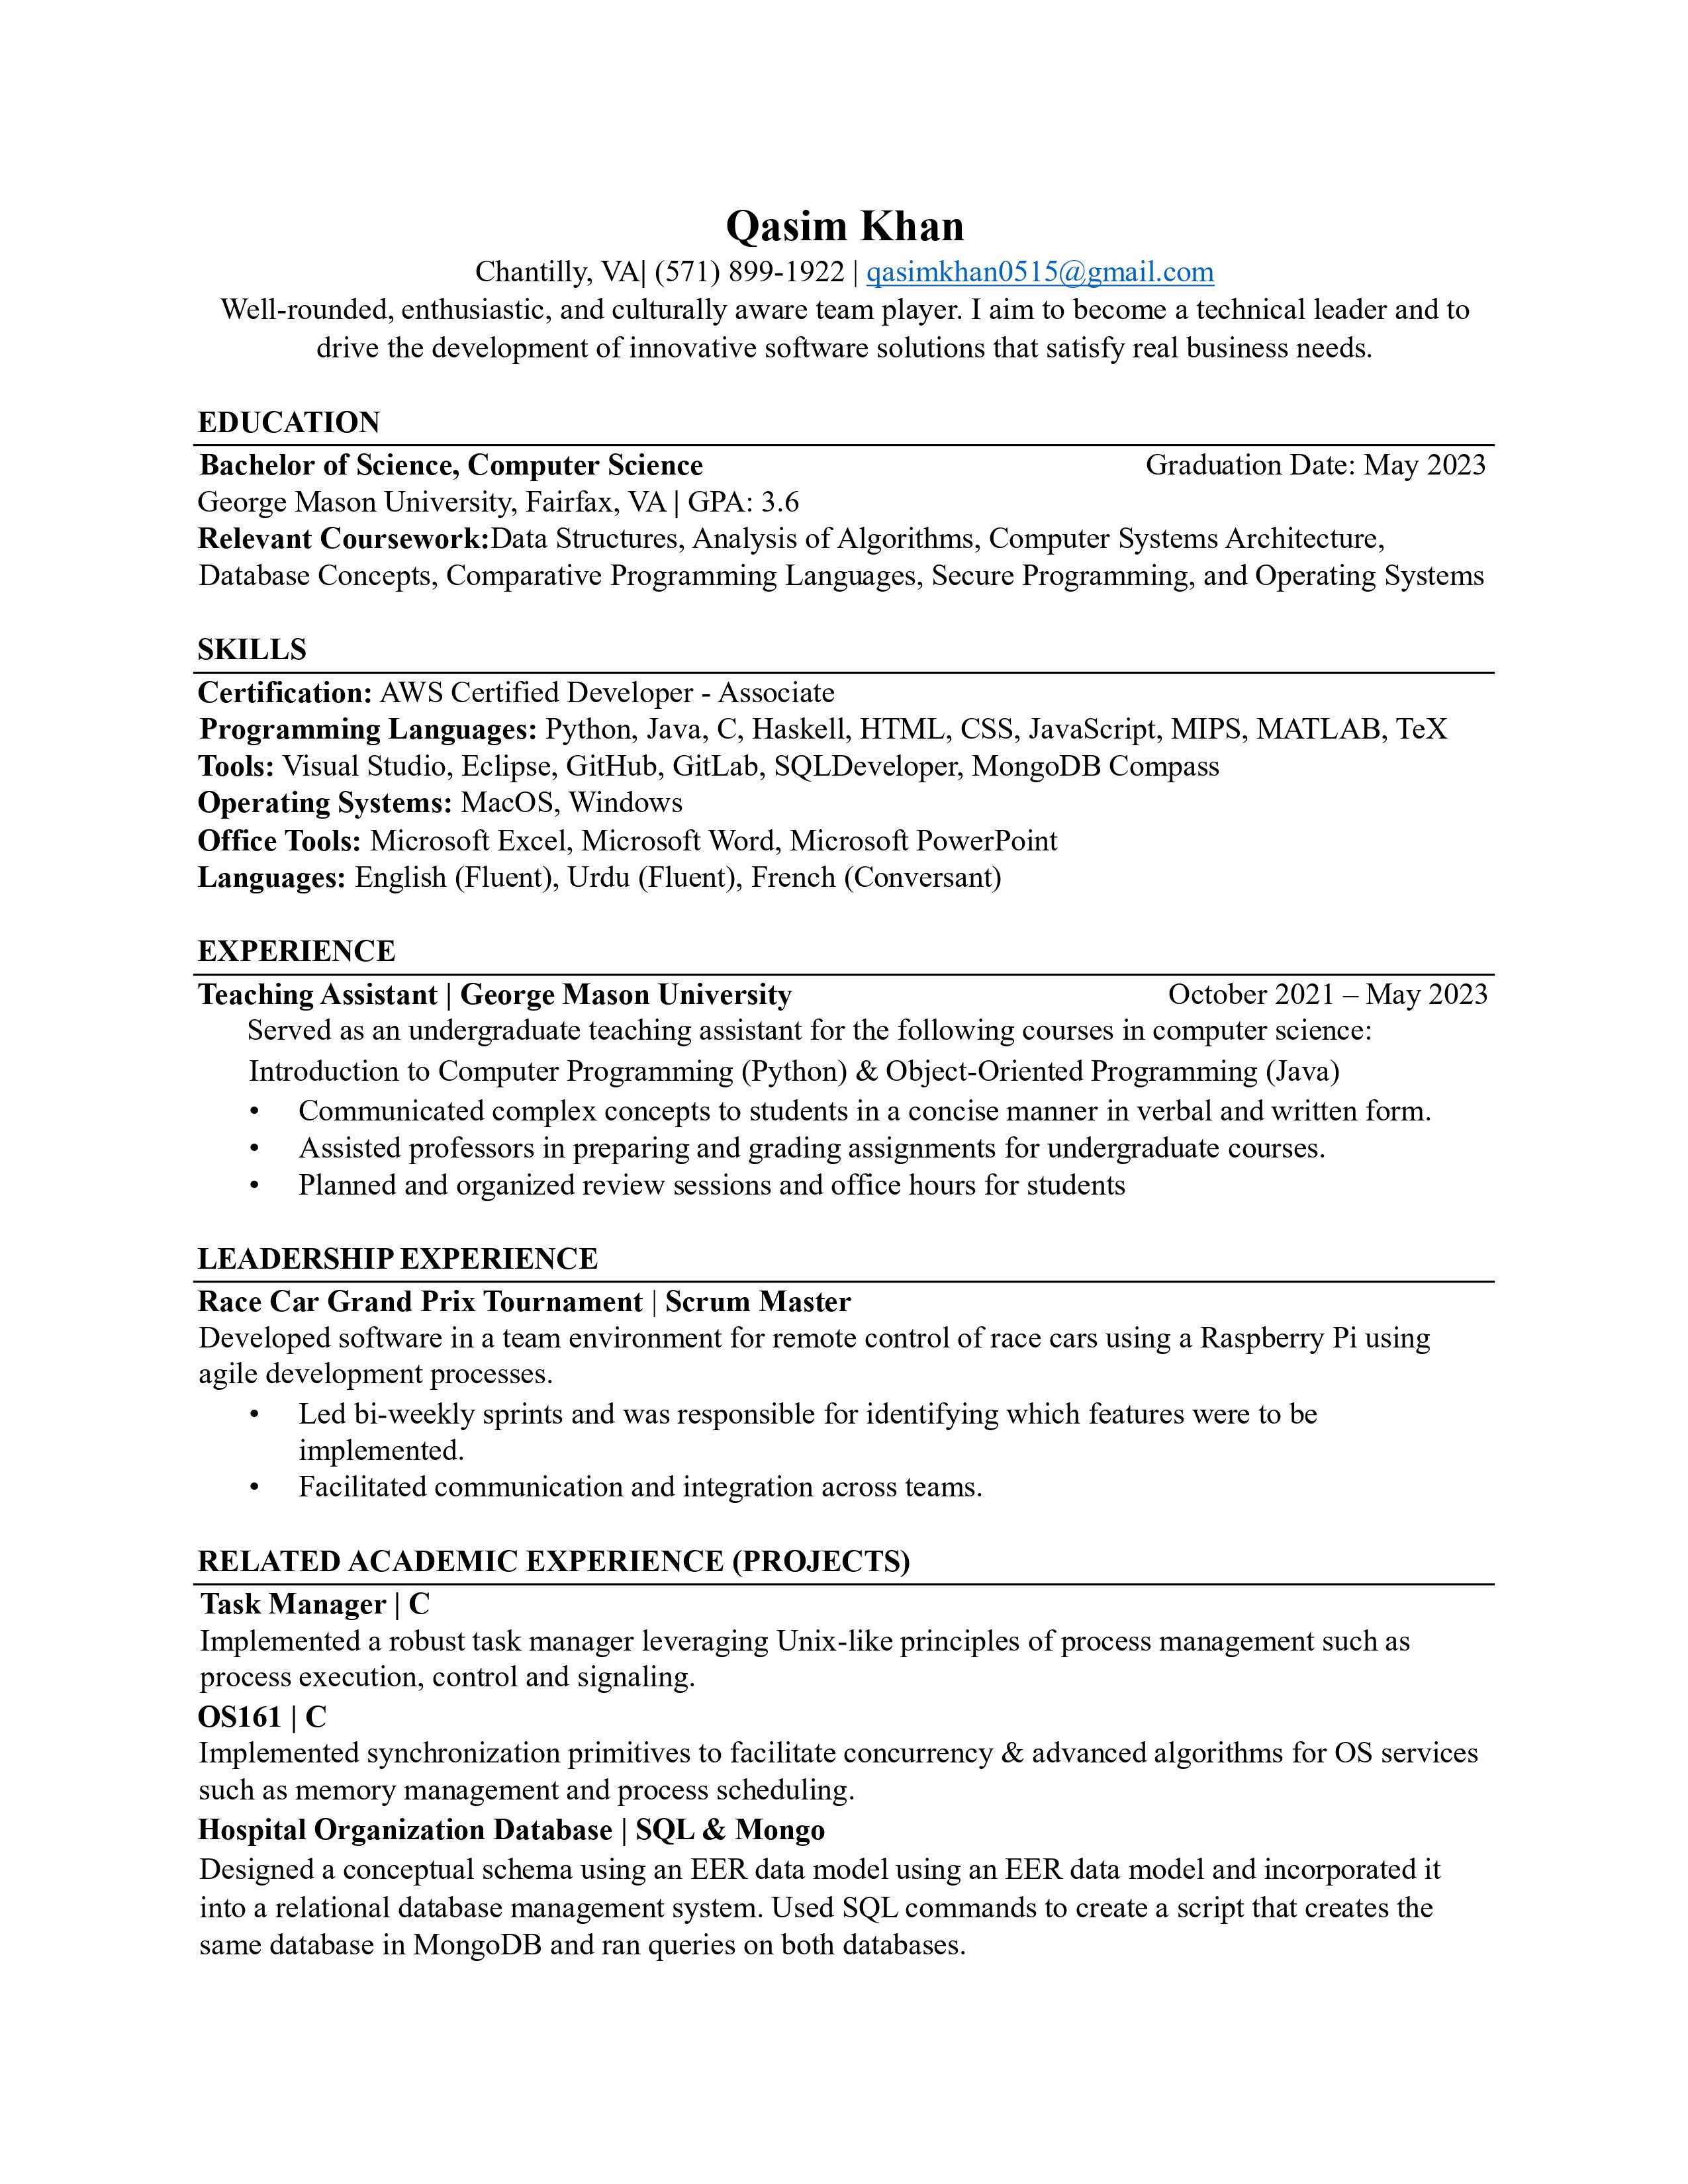 Qasim Khan
Chantilly, VA| (571) 899-1922 | qasimkhan0515@gmail.com
Well-rounded, enthusiastic, and culturally aware team player. I aim to become a technical leader and to
drive the development of innovative software solutions that satisfy real business needs.
EDUCATION
Bachelor of Science, Computer Science Graduation Date: May 2023
George Mason University, Fairfax, VA | GPA: 3.6
Relevant Coursework:Data Structures, Analysis of Algorithms, Computer Systems Architecture,
Database Concepts, Comparative Programming Languages, Secure Programming, and Operating Systems
SKILLS
Certification: AWS Certified Developer - Associate
Programming Languages: Python, Java, C, Haskell, HTML, CSS, JavaScript, MIPS, MATLAB, TeX
Tools: Visual Studio, Eclipse, GitHub, GitLab, SQLDeveloper, MongoDB Compass
Operating Systems: MacOS, Windows
Office Tools: Microsoft Excel, Microsoft Word, Microsoft PowerPoint
Languages: English (Fluent), Urdu (Fluent), French (Conversant)
EXPERIENCE
Teaching Assistant | George Mason University October 2021 – May 2023
Served as an undergraduate teaching assistant for the following courses in computer science:
Introduction to Computer Programming (Python) & Object-Oriented Programming (Java)
• Communicated complex concepts to students in a concise manner in verbal and written form.
• Assisted professors in preparing and grading assignments for undergraduate courses.
• Planned and organized review sessions and office hours for students
LEADERSHIP EXPERIENCE
Race Car Grand Prix Tournament | Scrum Master
Developed software in a team environment for remote control of race cars using a Raspberry Pi using
agile development processes.
• Led bi-weekly sprints and was responsible for identifying which features were to be
implemented.
• Facilitated communication and integration across teams.
RELATED ACADEMIC EXPERIENCE (PROJECTS)
Task Manager | C
Implemented a robust task manager leveraging Unix-like principles of process management such as
process execution, control and signaling.
OS161 | C
Implemented synchronization primitives to facilitate concurrency & advanced algorithms for OS services
such as memory management and process scheduling.
Hospital Organization Database | SQL & Mongo
Designed a conceptual schema using an EER data model using an EER data model and incorporated it
into a relational database management system. Used SQL commands to create a script that creates the
same database in MongoDB and ran queries on both databases.